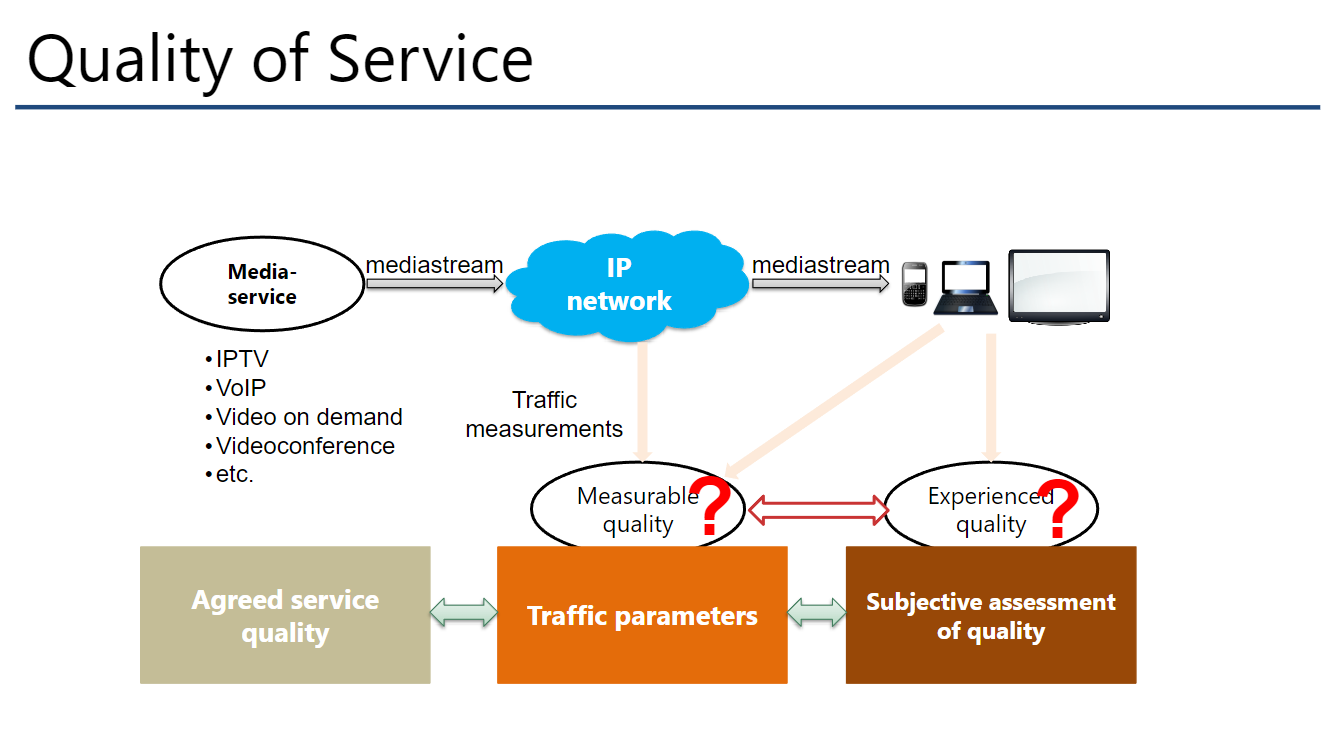 Quality of Service
Media-
service
mediastream
IP
network
mediastream
• IPTV
• VoIP
• Video on demand
• Videoconference
• etc.
Traffic
measurements
Measurable
quality
?
Experienced
quality
?
Agreed service
quality
Traffic parameters
Subjective assessment
of quality